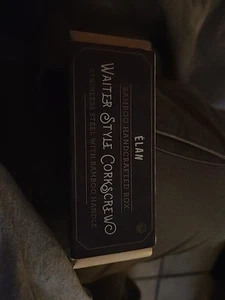 ÉLAN
BAMBOO HANDCRAFTED BOX
WAITER STYLE CORKSCREW
STAINLESS STEEL WITH BAMBOO HANDLE